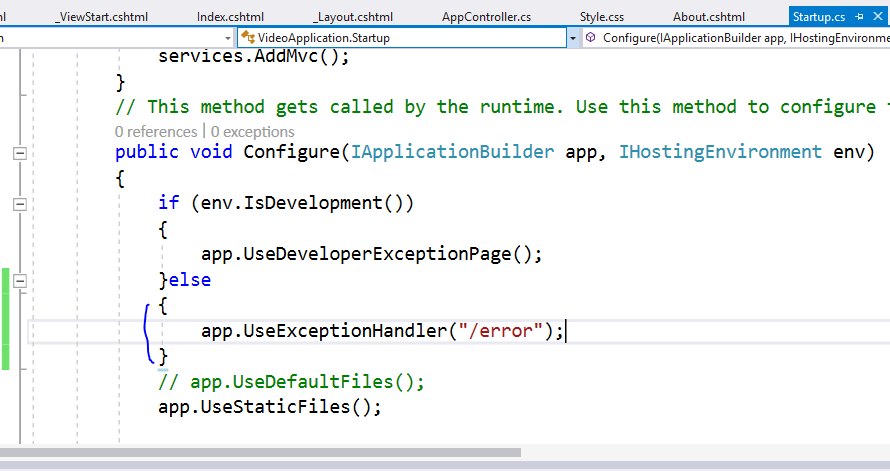 _ViewStart.cshtml Index.cshtml _Layout.cshtml AppController.cs Style.css About.cshtml Startup.cs
VideoApplication.Startup Configure(IApplicationBuilder app, IHostingEnvironme
services.AddMvc();
}
// This method gets called by the runtime. Use this method to configure
0 references | 0 exceptions
public void Configure(IApplicationBuilder app, IHostingEnvironment env)
{
if (env.IsDevelopment())
{
app.UseDeveloperExceptionPage();
}else
{
app.UseExceptionHandler("/error");
}
// app.UseDefaultFiles();
app.UseStaticFiles();